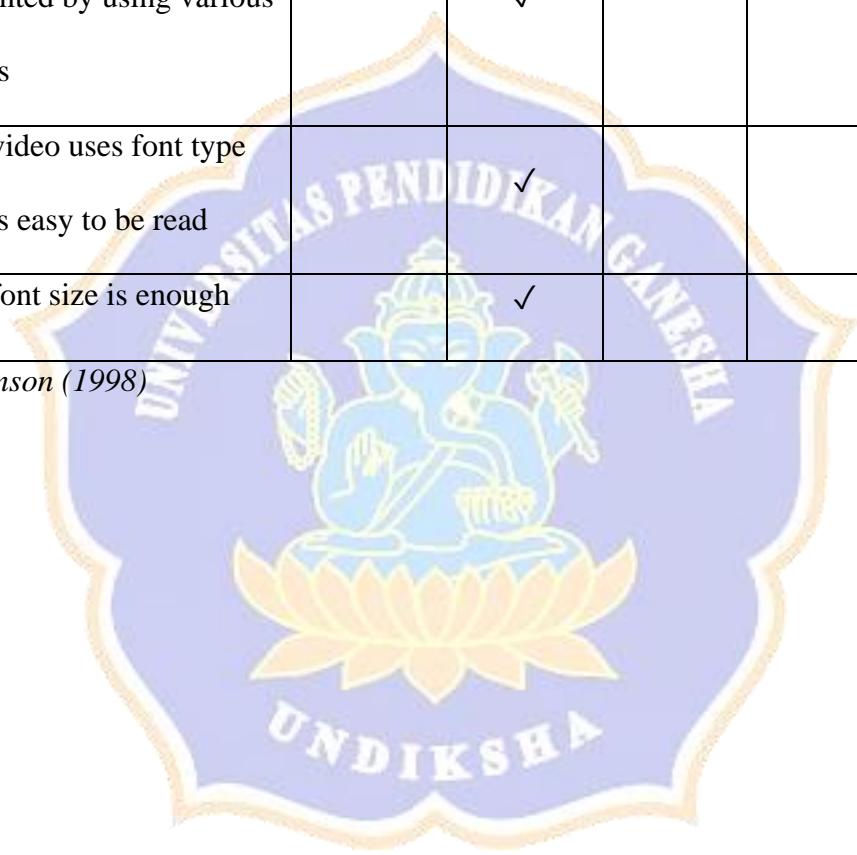 by using various
s
video uses font type
s easy to be read
font size is enough
nson (1998)
✓
✓
✓
UNIVERSITAS PENDIDIKAN GANESHA
UNDIKSHA